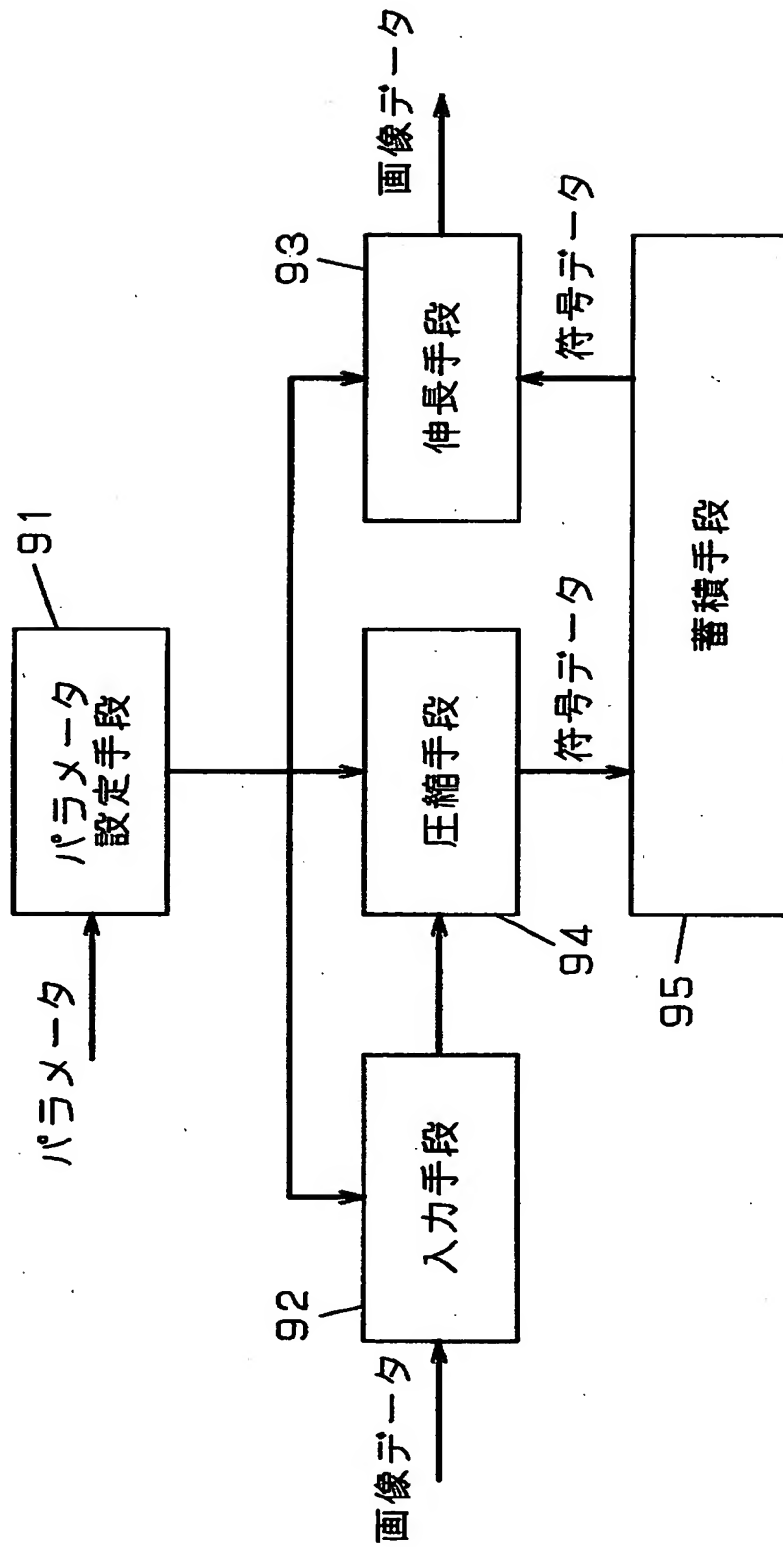 パラメータ
パラメータ
設定手段
91
画像データ
92
入力手段
圧縮手段
94
93
伸長手段
画像データ
符号データ
符号データ
95
蓄積手段